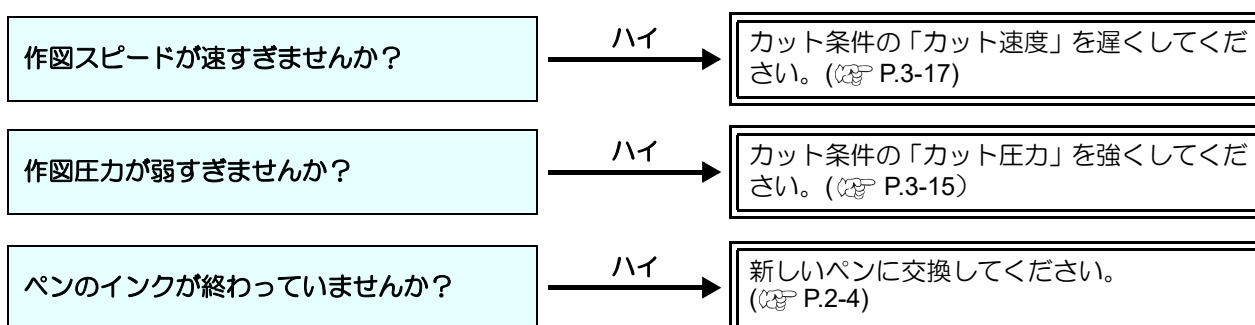 作図スピードが速すぎませんか？
ハイ
カット条件の「カット速度」を遅くしてくだ
さい。(☞ P.3-17)
作図圧力が弱すぎませんか？
ハイ
カット条件の「カット圧力」を強くしてくだ
さい。(☞ P.3-15）
ペンのインクが終わっていませんか？
ハイ
新しいペンに交換してください。
(☞ P.2-4)